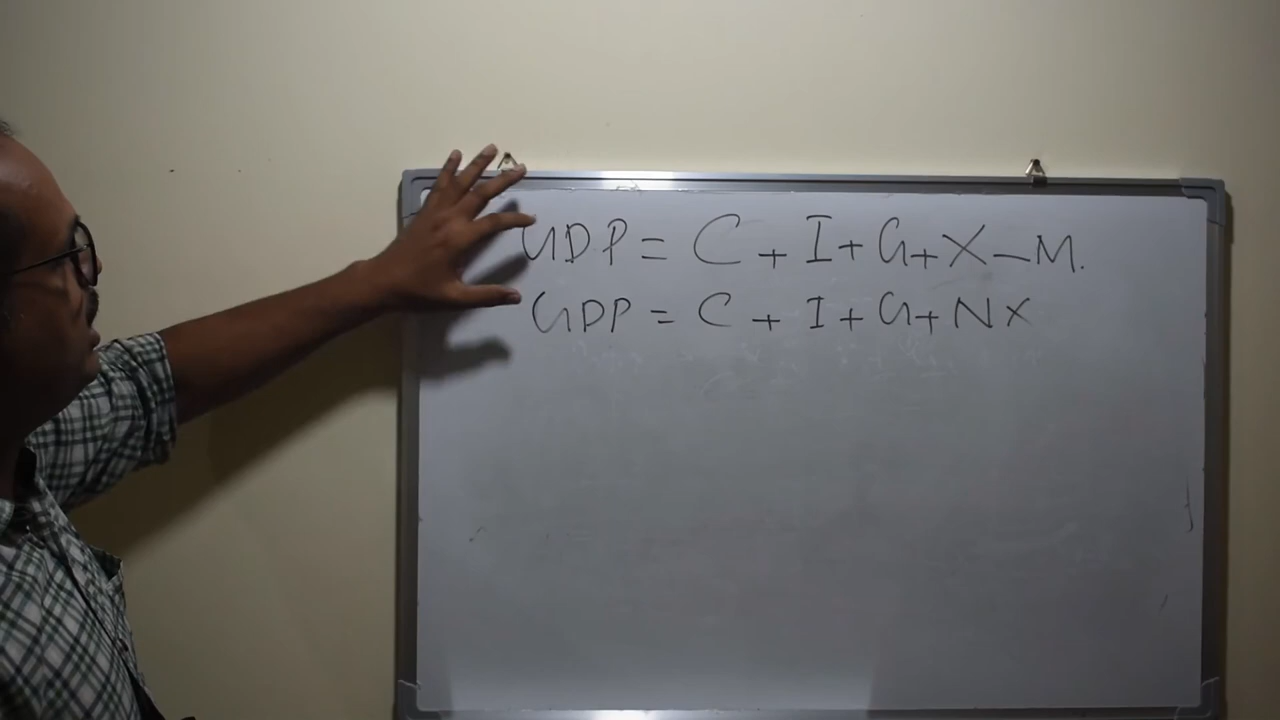 GDP = C + I + G + X - M.
GDP = C + I + G + NX